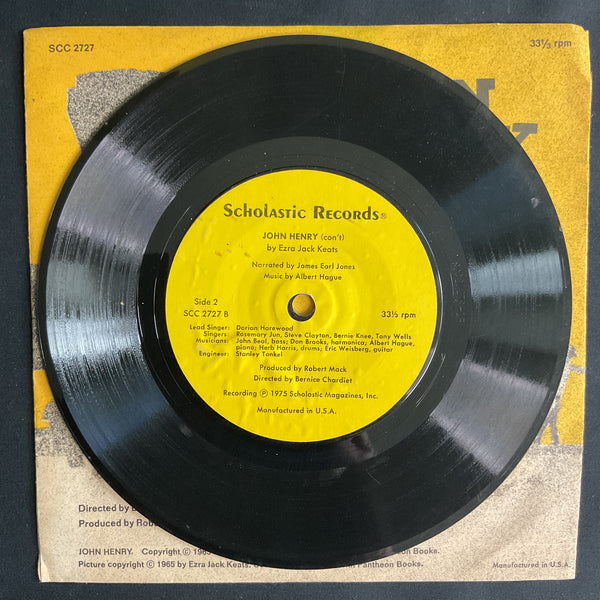 SCC 2727
33⅓ rpm
Scholastic Records®
JOHN HENRY (con't)
by Ezra Jack Keats
Narrated by James Earl Jones
Music by Albert Hague
Side 2
SCC 2727 B
33⅓ rpm
Lead Singer: Dorian Harewood
Singers: Rosemary Jun, Steve Clayton, Bernie Knee, Tony Wells
Musicians: John Beal, bass; Don Brooks, harmonica; Albert Hague,
piano; Herb Harris, drums; Eric Weisberg, guitar
Engineer: Stanley Tonkel
Produced by Robert Mack
Directed by Bernice Chardiet
Recording Ⓟ 1975 Scholastic Magazines, Inc.
Manufactured in U.S.A.
Directed by
Produced by
JOHN HENRY. Copyright © 1965 Pantheon Books.
Picture copyright © 1965 by Ezra Jack Keats. Pantheon Books.
Manufactured in U.S.A.